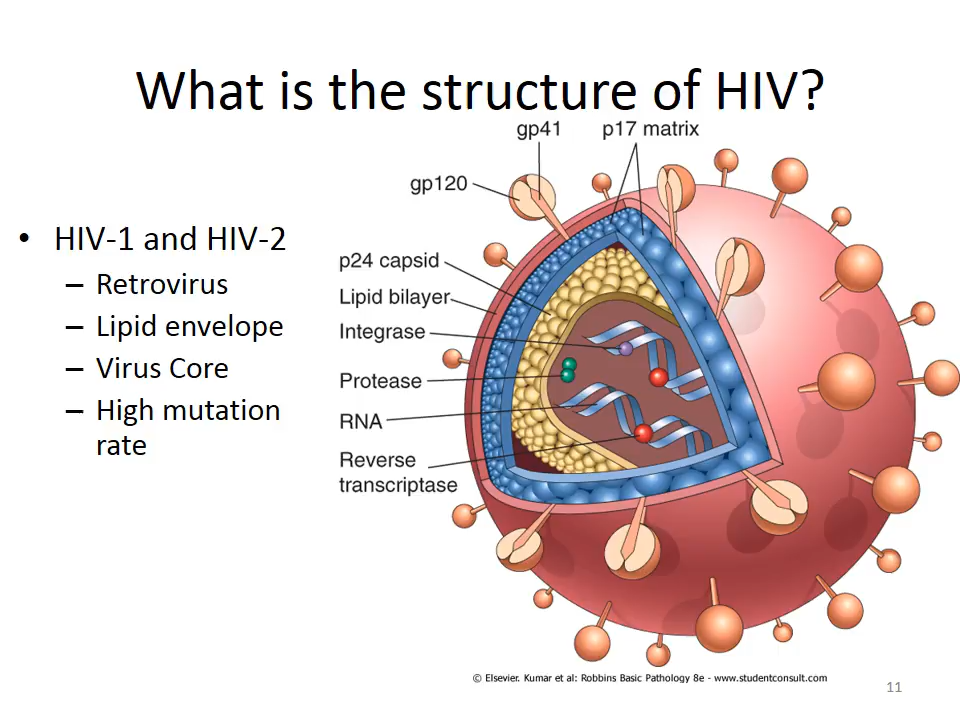 What is the structure of HIV?
• HIV-1 and HIV-2
– Retrovirus
– Lipid envelope
– Virus Core
– High mutation
rate
gp41
p17 matrix
gp120
p24 capsid
Lipid bilayer
Integrase
Protease
RNA
Reverse
transcriptase
© Elsevier. Kumar et al: Robbins Basic Pathology 8e - www.studentconsult.com
11